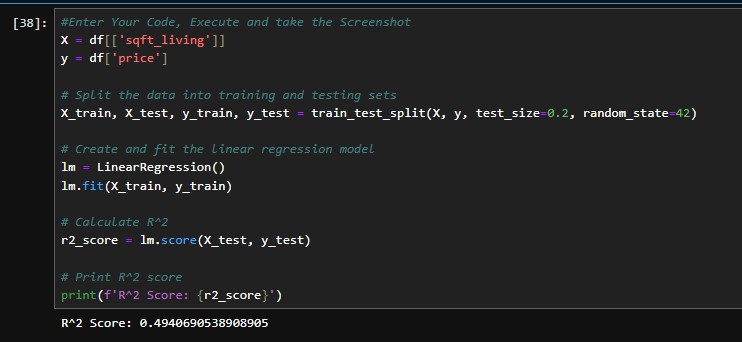 [38]: #Enter Your Code, Execute and take the Screenshot
X = df[['sqft_living']]
y = df['price']
# Split the data into training and testing sets
X_train, X_test, y_train, y_test = train_test_split(X, y, test_size=0.2, random_state=42)
# Create and fit the linear regression model
lm = LinearRegression()
lm.fit(X_train, y_train)
# Calculate R^2
r2_score = lm.score(X_test, y_test)
# Print R^2 score
print(f'R^2 Score: {r2_score}')
R^2 Score: 0.4940690538908905